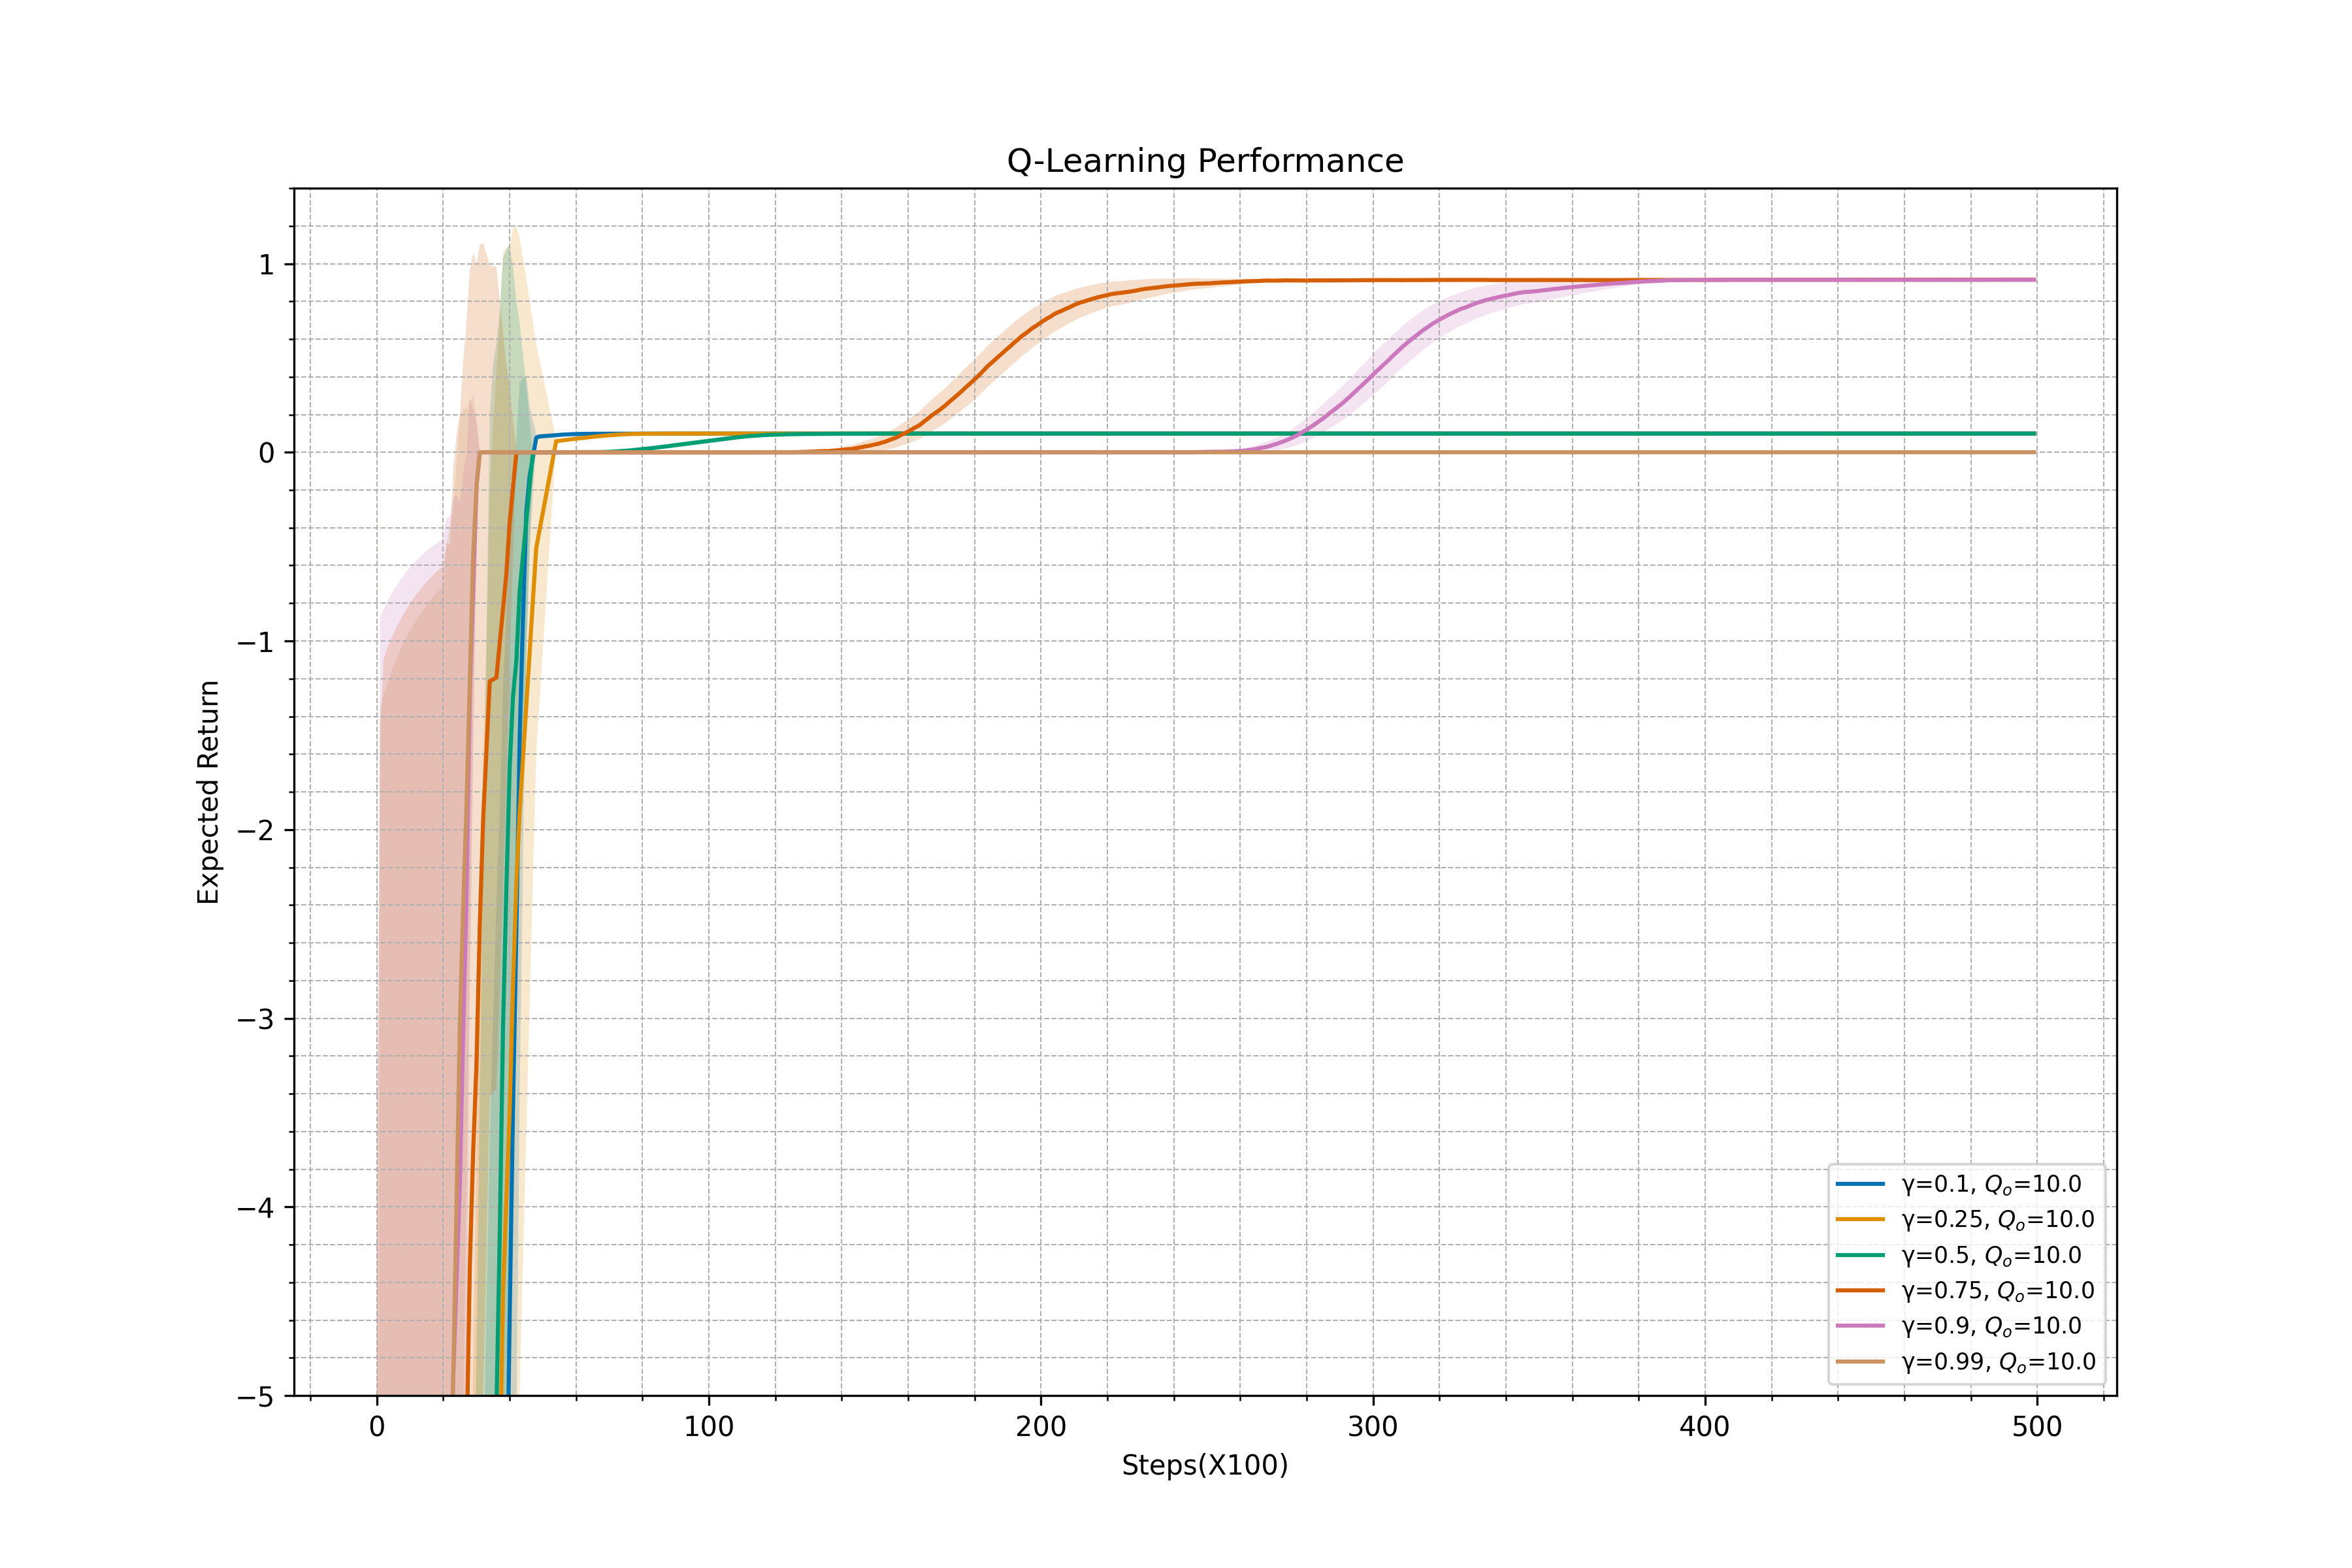 Q-Learning Performance
1
0
−1
−2
−3
−4
−5
Expected Return
0 100 200 300 400 500
Steps(X100)
γ=0.1, Qo=10.0
γ=0.25, Qo=10.0
γ=0.5, Qo=10.0
γ=0.75, Qo=10.0
γ=0.9, Qo=10.0
γ=0.99, Qo=10.0